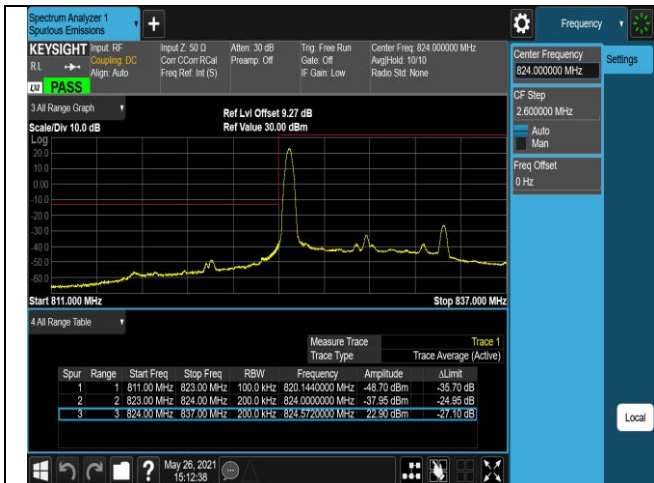 Spectrum Analyzer 1
Spurious Emissions
Frequency
KEYSIGHT
RL
Input: RF
Coupling: DC
Align: Auto
Input Z: 50 Ω
Corr CCorr RCal
Freq Ref: Int (S)
Atten: 30 dB
Preamp: Off
Trig: Free Run
Gate: Off
IF Gain: Low
Center Freq: 824.000000 MHz
Avg|Hold: 10/10
Radio Std: None
LXI PASS
Center Frequency
824.000000 MHz
Settings
CF Step
2.600000 MHz
Auto
Man
Freq Offset
0 Hz
3 All Range Graph
Scale/Div 10.0 dB
Ref Lvl Offset 9.27 dB
Ref Value 30.00 dBm
Log
20.0
10.0
0.00
-10.0
-20.0
-30.0
-40.0
-50.0
-60.0
Start 811.000 MHz
Stop 837.000 MHz
4 All Range Table
Measure Trace Trace 1
Trace Type Trace Average (Active)
Spur Range Start Freq Stop Freq RBW Frequency Amplitude ΔLimit
1 1 811.00 MHz 823.00 MHz 100.0 kHz 820.1440000 MHz -48.70 dBm -35.70 dB
2 2 823.00 MHz 824.00 MHz 200.0 kHz 824.0000000 MHz -37.95 dBm -24.95 dB
3 3 824.00 MHz 837.00 MHz 200.0 kHz 824.5720000 MHz 22.90 dBm -27.10 dB
Local
?
May 26, 2021
15:12:38